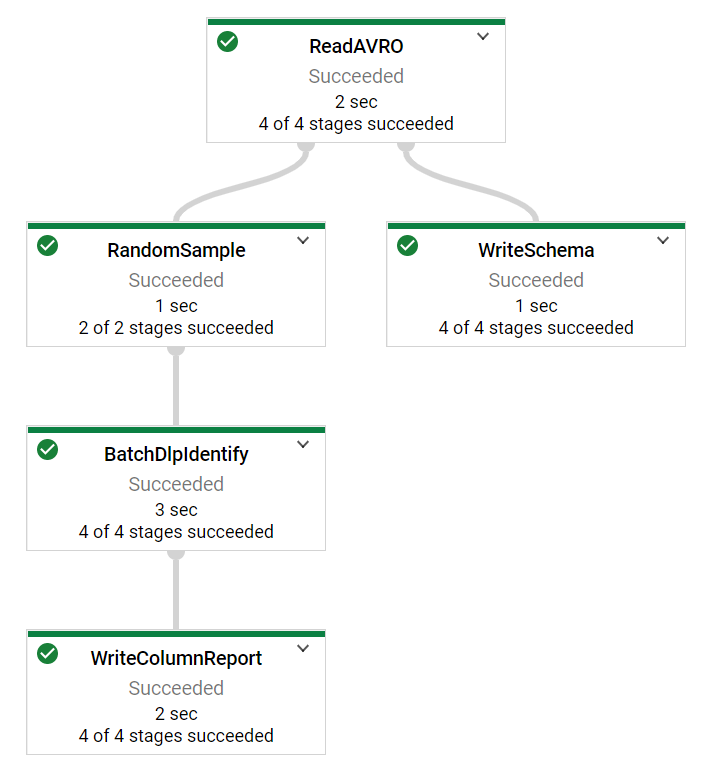 ReadAVRO
Succeeded
2 sec
4 of 4 stages succeeded
RandomSample
Succeeded
1 sec
2 of 2 stages succeeded
WriteSchema
Succeeded
1 sec
4 of 4 stages succeeded
BatchDlpIdentify
Succeeded
3 sec
4 of 4 stages succeeded
WriteColumnReport
Succeeded
2 sec
4 of 4 stages succeeded